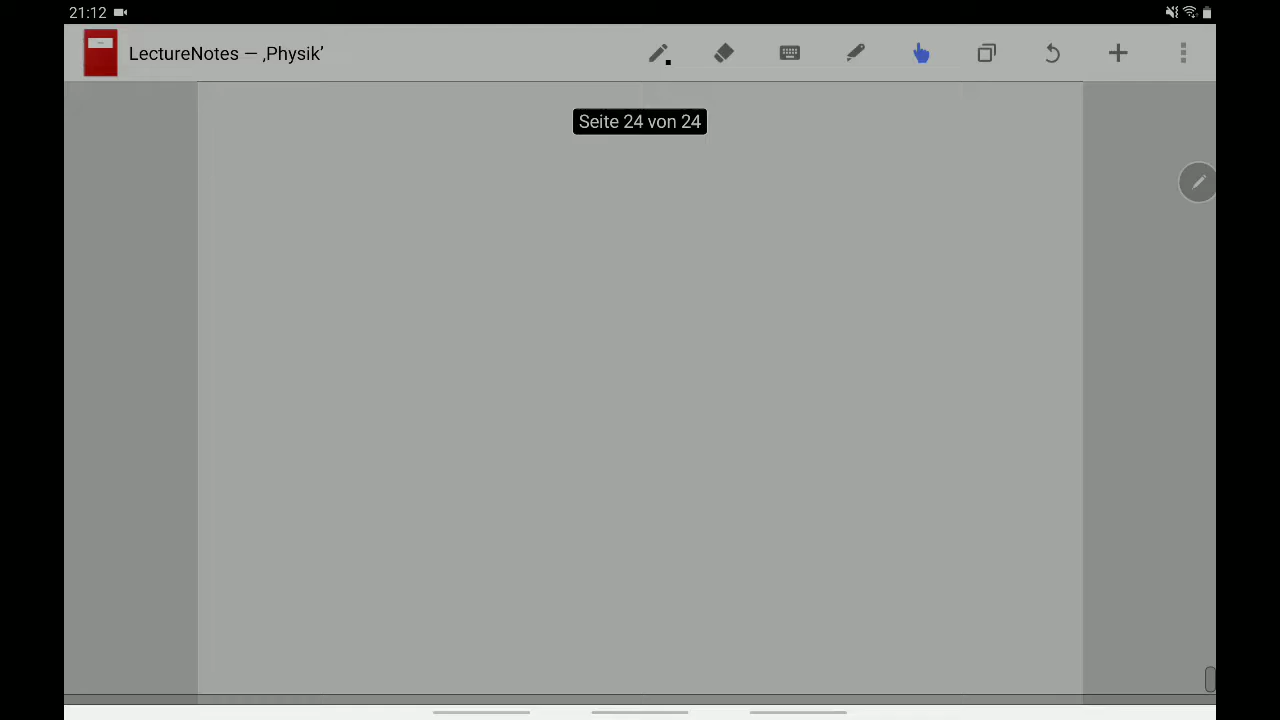 21:12
LectureNotes — ‚Physik’
Seite 24 von 24